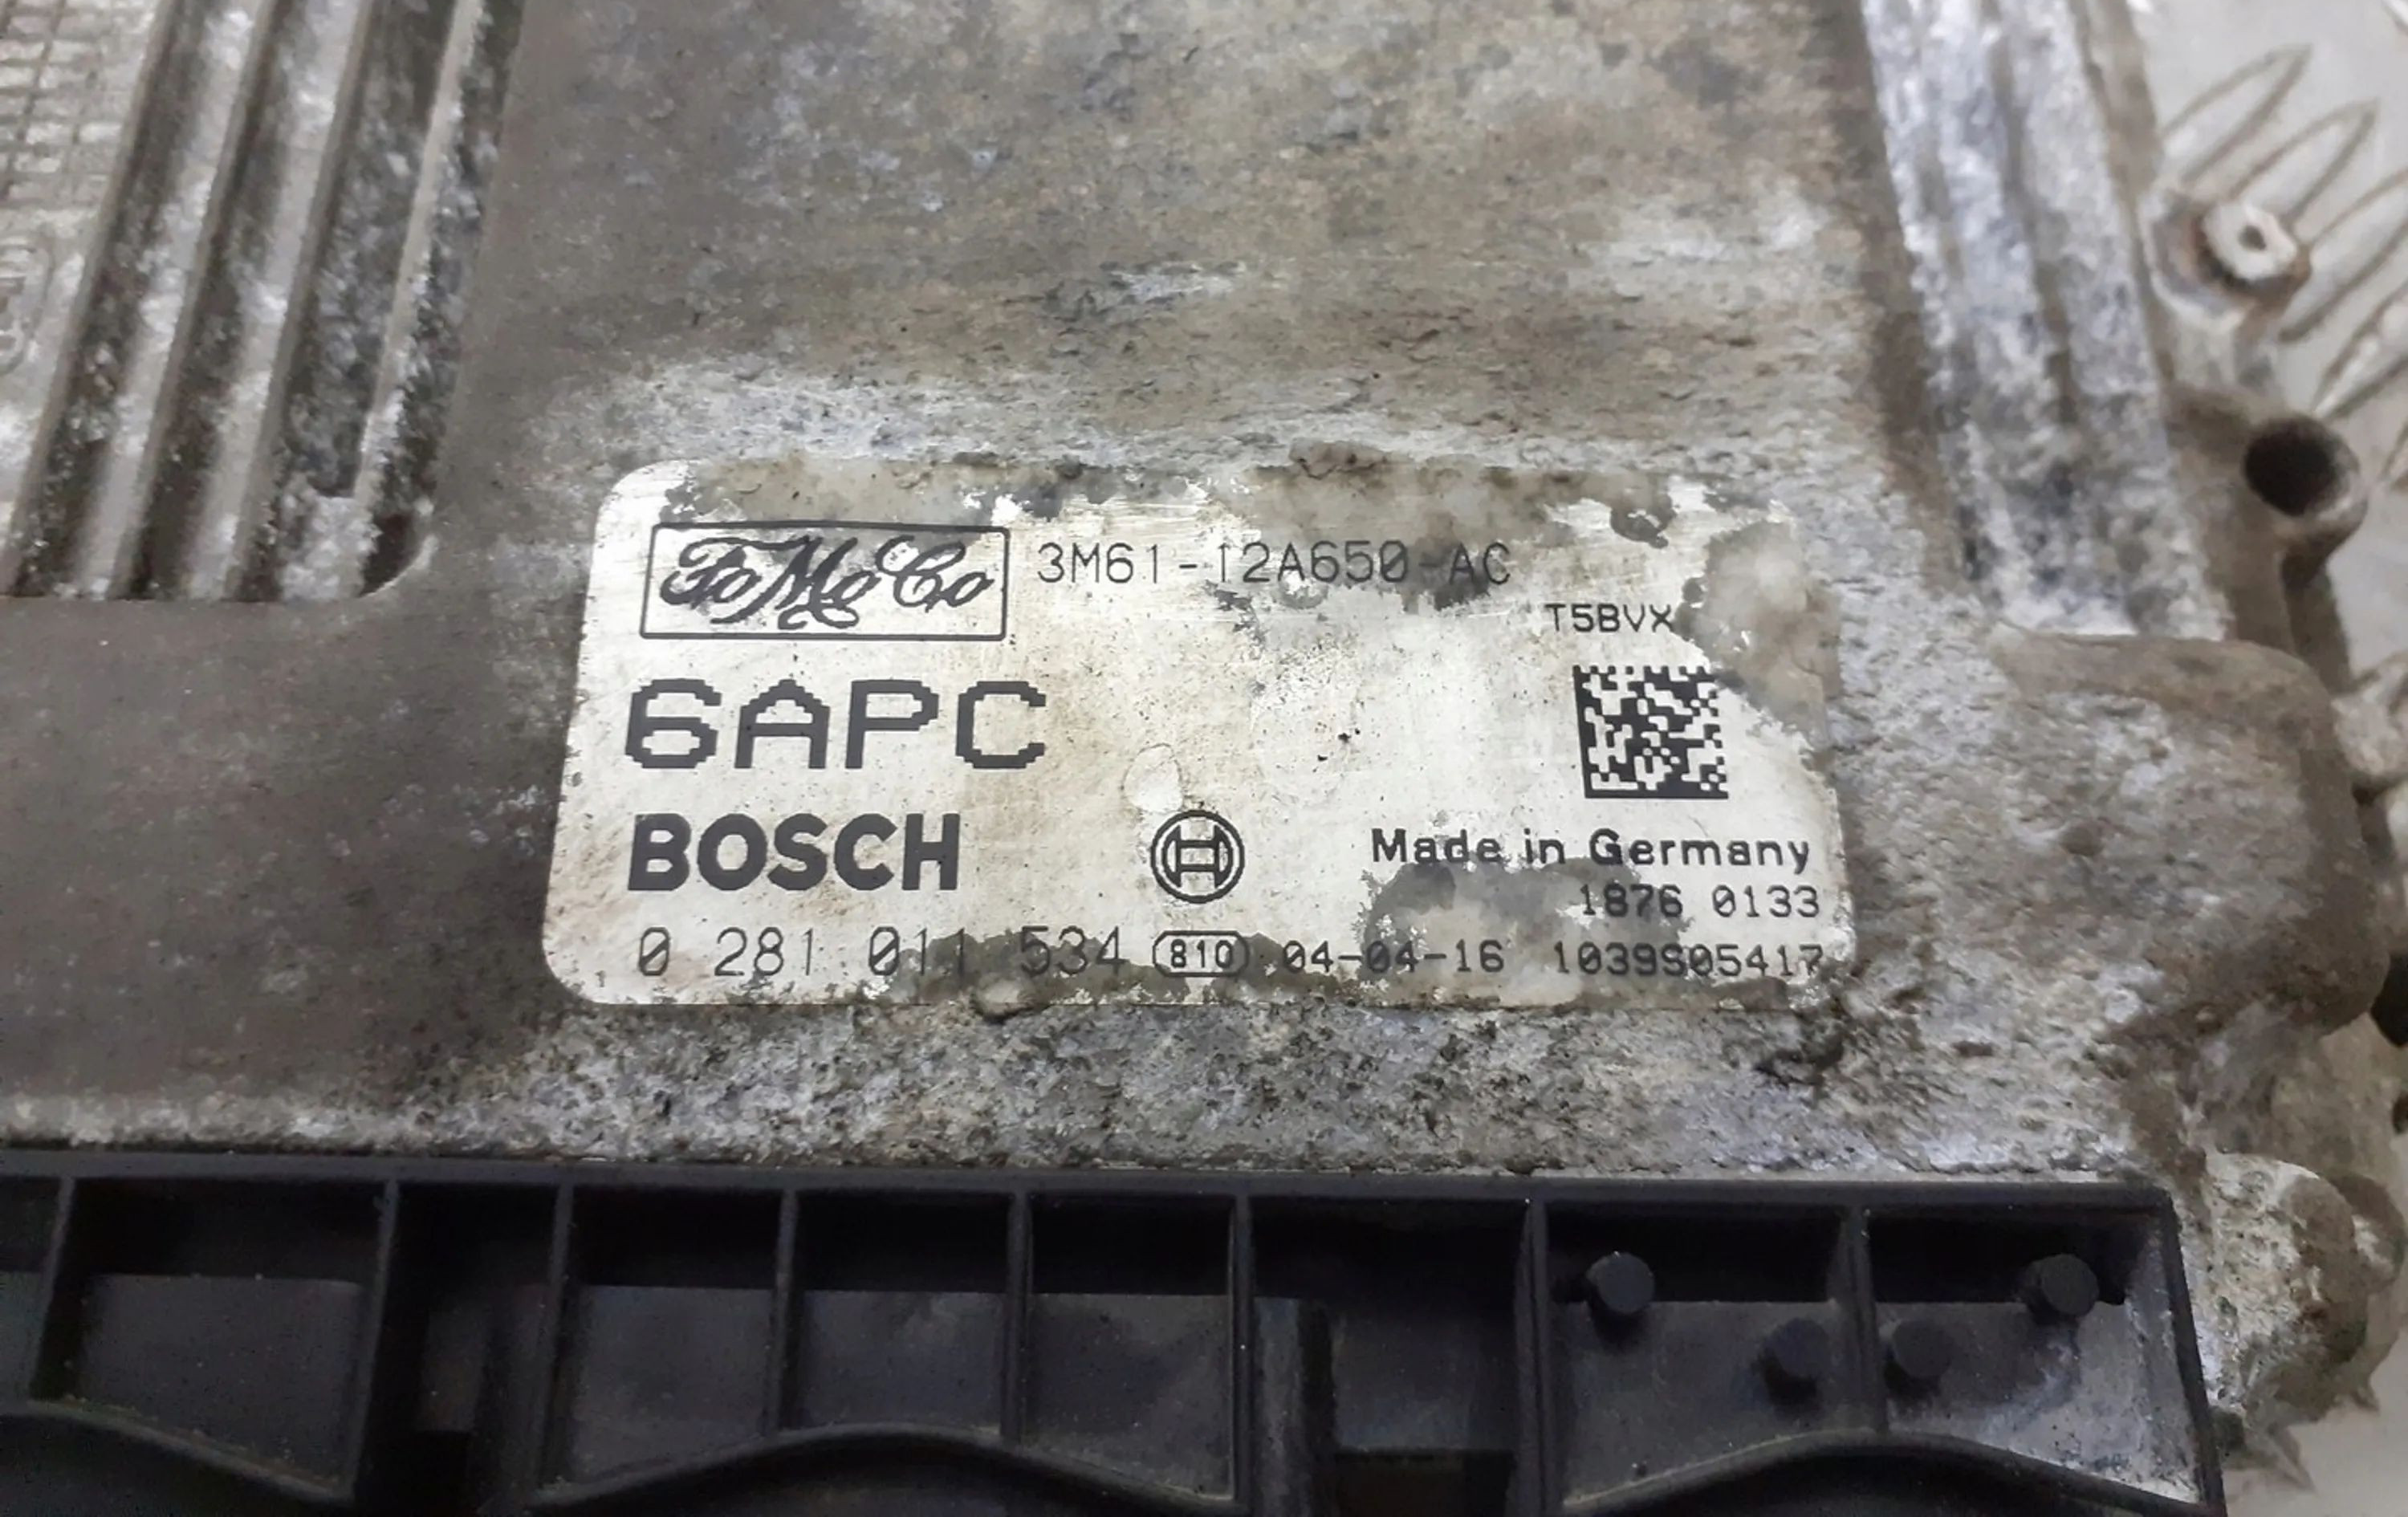 FoMoCo 3M61-12A650-AC
T5BVX
6APC
BOSCH
Made in Germany
1876 0133
0 281 011 534 810 04-04-16 1039S05417